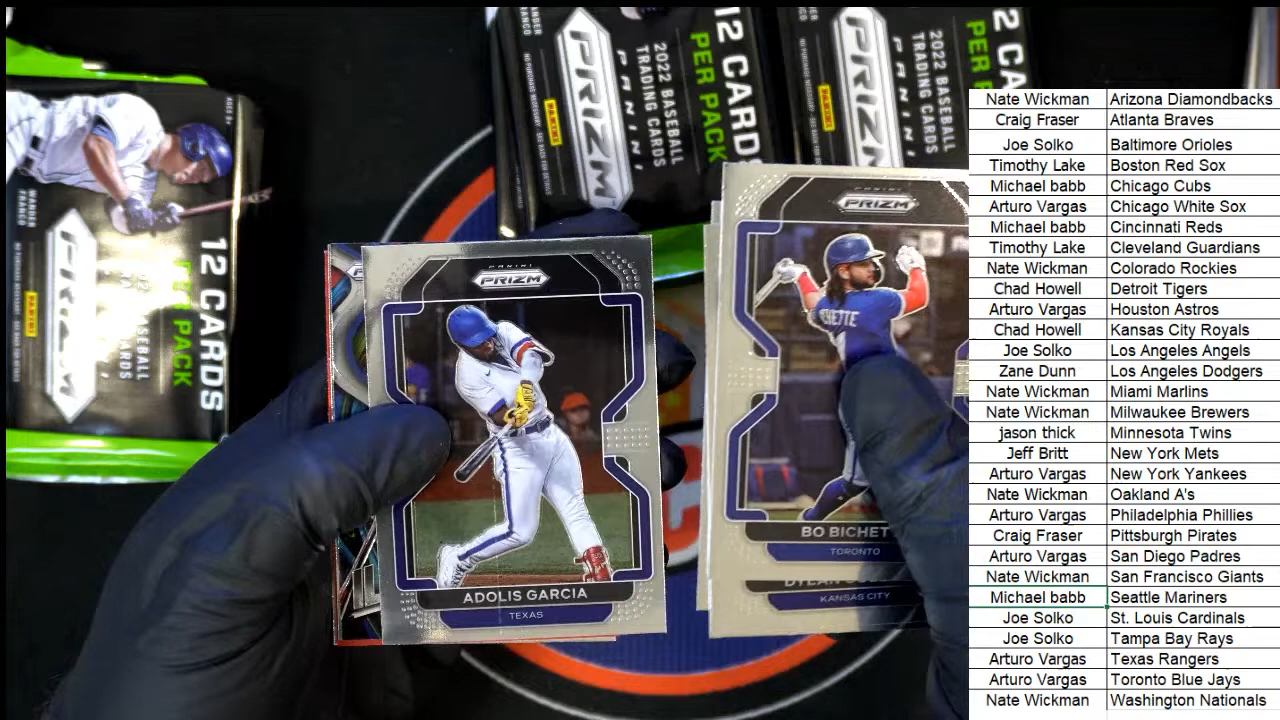 WANDER FRANCO
PRIZM
12 CARDS
PER PACK
2022 BASEBALL
TRADING CARDS
PANINI
PRIZM
12 CARDS
PER PACK
2022 BASEBALL
TRADING CARDS
PANINI
PRIZM
12 CARDS
PACK
PANINI
PRIZM
ADOLIS GARCIA
TEXAS
PANINI
PRIZM
BO BICHET
TORONTO
KANSAS CITY
Nate Wickman Arizona Diamondbacks
Craig Fraser Atlanta Braves
Joe Solko Baltimore Orioles
Timothy Lake Boston Red Sox
Michael babb Chicago Cubs
Arturo Vargas Chicago White Sox
Michael babb Cincinnati Reds
Timothy Lake Cleveland Guardians
Nate Wickman Colorado Rockies
Chad Howell Detroit Tigers
Arturo Vargas Houston Astros
Chad Howell Kansas City Royals
Joe Solko Los Angeles Angels
Zane Dunn Los Angeles Dodgers
Nate Wickman Miami Marlins
Nate Wickman Milwaukee Brewers
jason thick Minnesota Twins
Jeff Britt New York Mets
Arturo Vargas New York Yankees
Nate Wickman Oakland A's
Arturo Vargas Philadelphia Phillies
Craig Fraser Pittsburgh Pirates
Arturo Vargas San Diego Padres
Nate Wickman San Francisco Giants
Michael babb Seattle Mariners
Joe Solko St. Louis Cardinals
Joe Solko Tampa Bay Rays
Arturo Vargas Texas Rangers
Arturo Vargas Toronto Blue Jays
Nate Wickman Washington Nationals